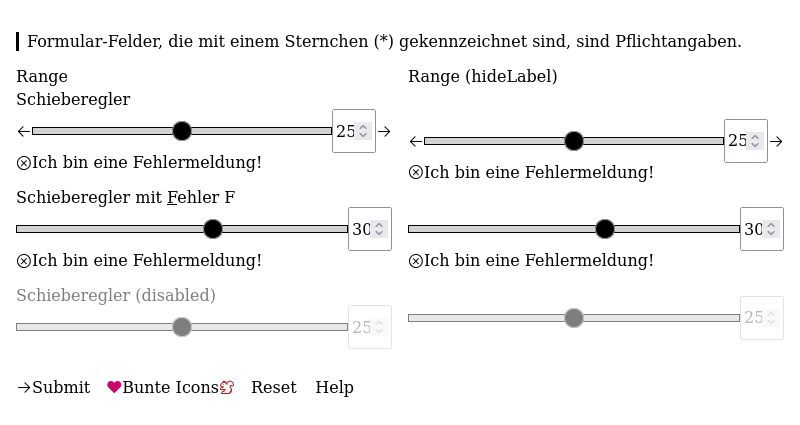 Formular-Felder, die mit einem Sternchen (*) gekennzeichnet sind, sind Pflichtangaben.
Range
Schieberegler
25
Ich bin eine Fehlermeldung!
Schieberegler mit Fehler F
30
Ich bin eine Fehlermeldung!
Schieberegler (disabled)
25
Range (hideLabel)
25
Ich bin eine Fehlermeldung!
30
Ich bin eine Fehlermeldung!
25
Submit Bunte Icons Reset Help